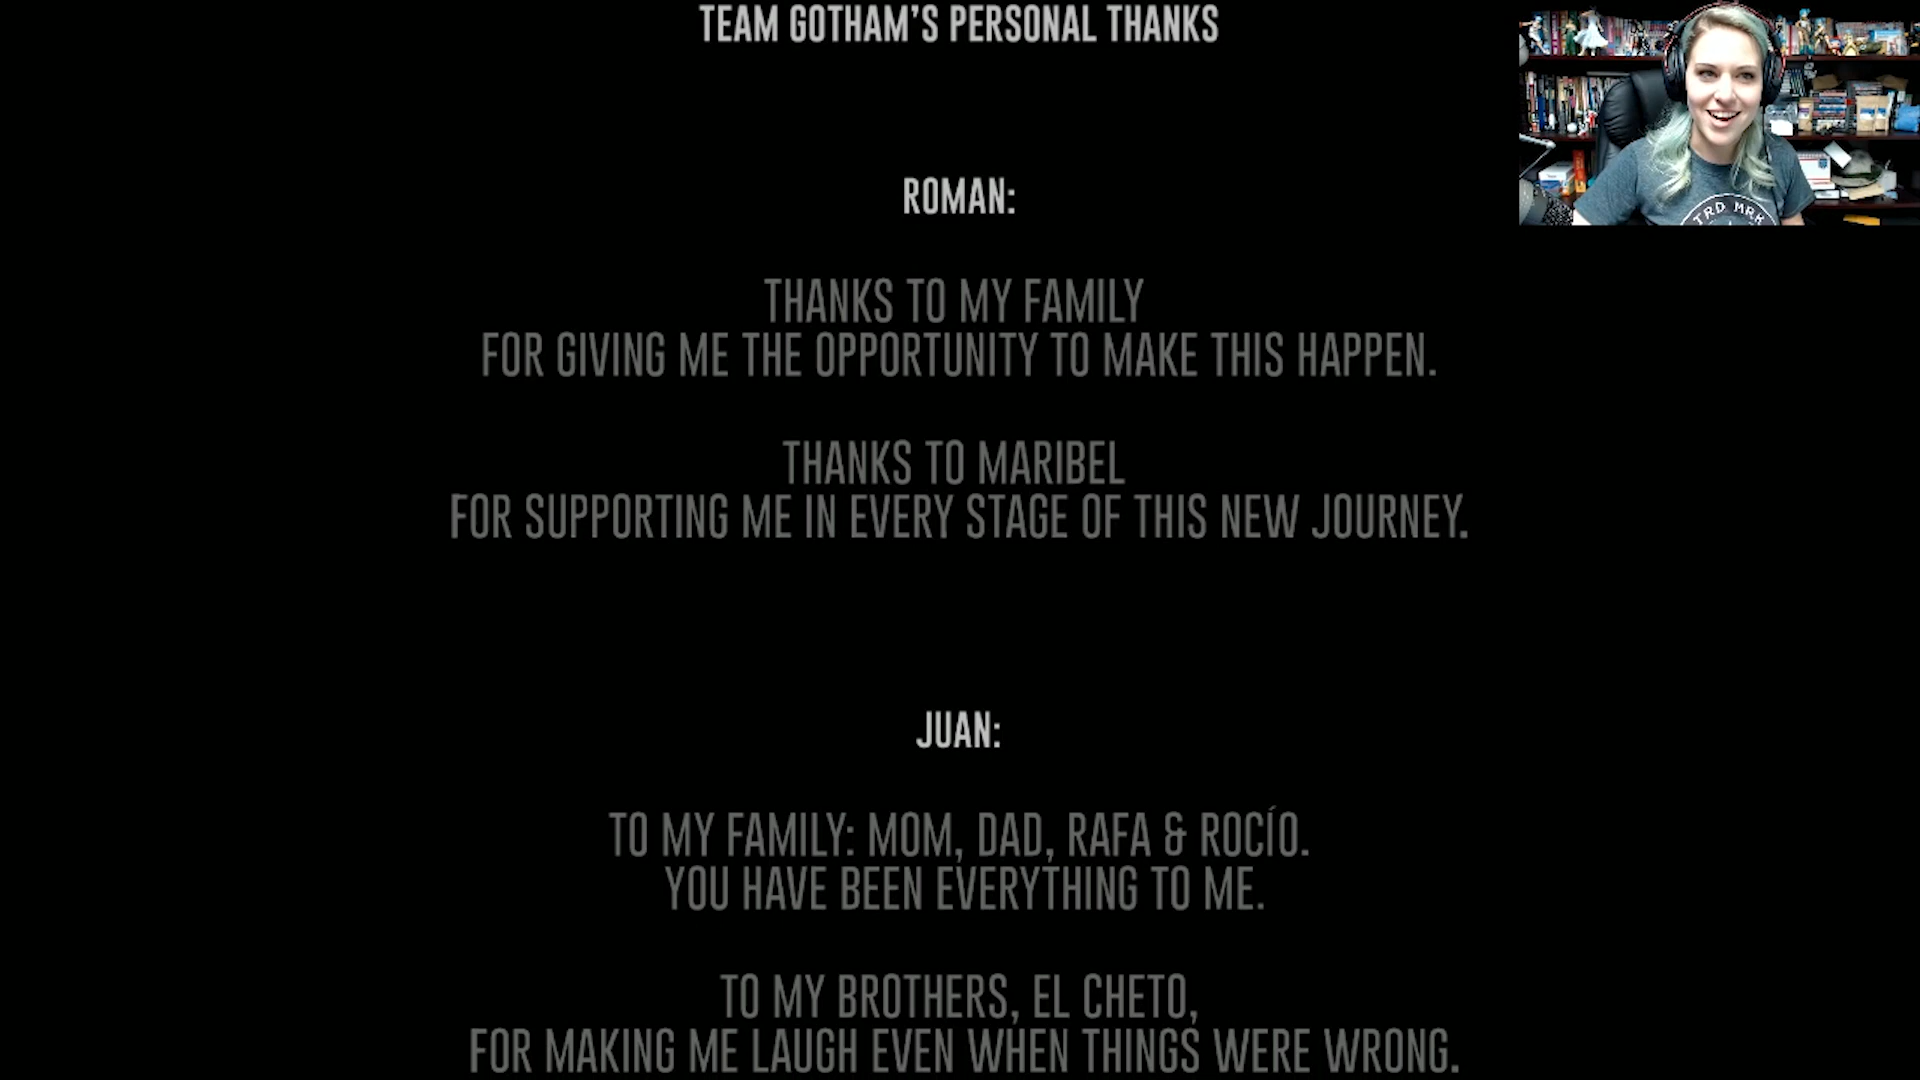 TEAM GOTHAM'S PERSONAL THANKS
ROMAN:
THANKS TO MY FAMILY
FOR GIVING ME THE OPPORTUNITY TO MAKE THIS HAPPEN.
THANKS TO MARIBEL
FOR SUPPORTING ME IN EVERY STAGE OF THIS NEW JOURNEY.
JUAN:
TO MY FAMILY: MOM, DAD, RAFA & ROCÍO.
YOU HAVE BEEN EVERYTHING TO ME.
TO MY BROTHERS, EL CHETO,
FOR MAKING ME LAUGH EVEN WHEN THINGS WERE WRONG.
TRD MRK